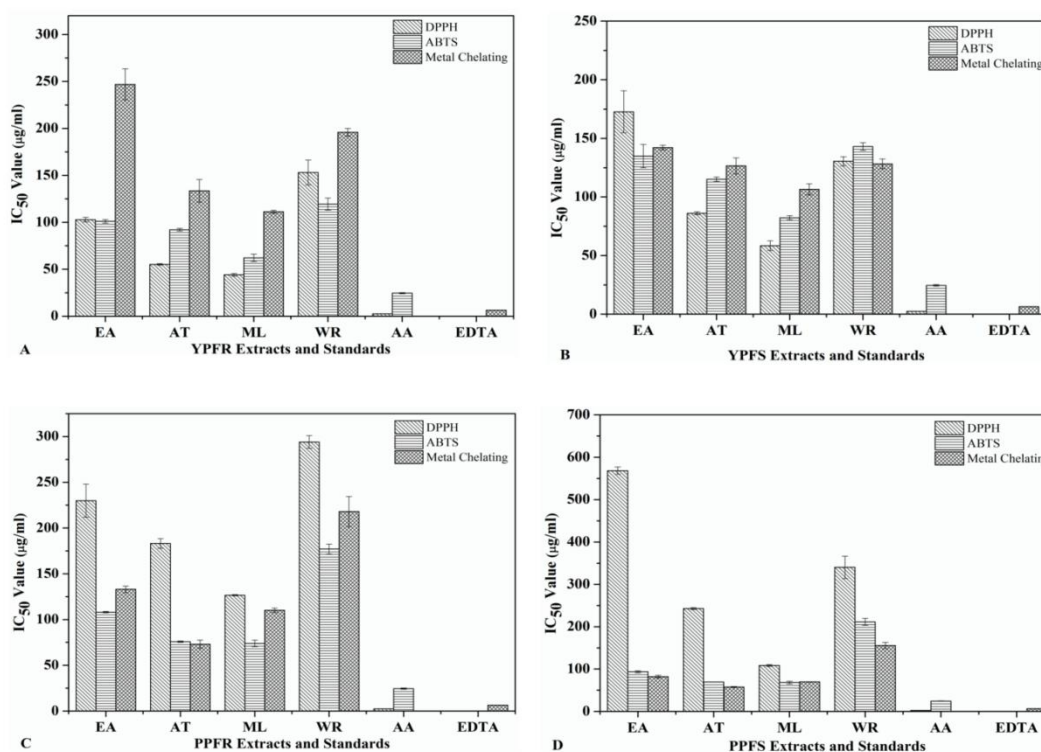 DPPH
ABTS
Metal Chelating
IC50 Value (μg/ml)
300
250
200
150
100
50
0
EA AT ML WR AA EDTA
A YPFR Extracts and Standards
DPPH
ABTS
Metal Chelating
IC50 Value (μg/ml)
250
200
150
100
50
0
EA AT ML WR AA EDTA
B YPFS Extracts and Standards
DPPH
ABTS
Metal Chelating
IC50 Value (μg/ml)
300
250
200
150
100
50
0
EA AT ML WR AA EDTA
C PPFR Extracts and Standards
DPPH
ABTS
Metal Chelating
IC50 Value (μg/ml)
700
600
500
400
300
200
100
0
EA AT ML WR AA EDTA
PPFS Extracts and Standards D